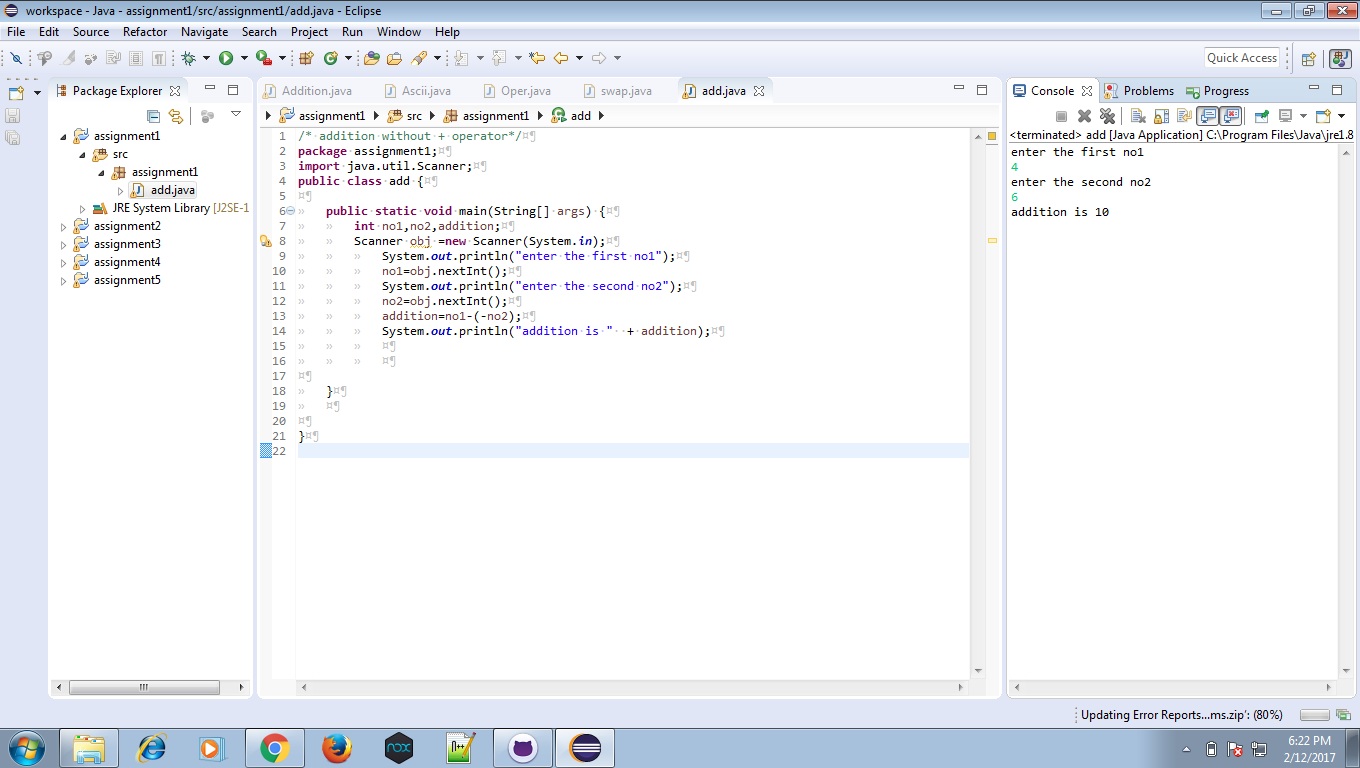 workspace - Java - assignment1/src/assignment1/add.java - Eclipse
File Edit Source Refactor Navigate Search Project Run Window Help
Quick Access
Package Explorer
assignment1
src
assignment1
add.java
JRE System Library [J2SE-1
assignment2
assignment3
assignment4
assignment5
Addition.java Ascii.java Oper.java swap.java add.java
assignment1 src assignment1 add
1 /* addition without + operator*/
2 package assignment1;
3 import java.util.Scanner;
4 public class add {
5
6 public static void main(String[] args) {
7 int no1,no2,addition;
8 Scanner obj =new Scanner(System.in);
9 System.out.println("enter the first no1");
10 no1=obj.nextInt();
11 System.out.println("enter the second no2");
12 no2=obj.nextInt();
13 addition=no1-(-no2);
14 System.out.println("addition is "  + addition);
15
16
17
18 }
19
20
21 }
22
Console Problems Progress
<terminated> add [Java Application] C:\Program Files\Java\jre1.8
enter the first no1
4
enter the second no2
6
addition is 10
Updating Error Reports...ms.zip': (80%)
nox
6:22 PM
2/12/2017